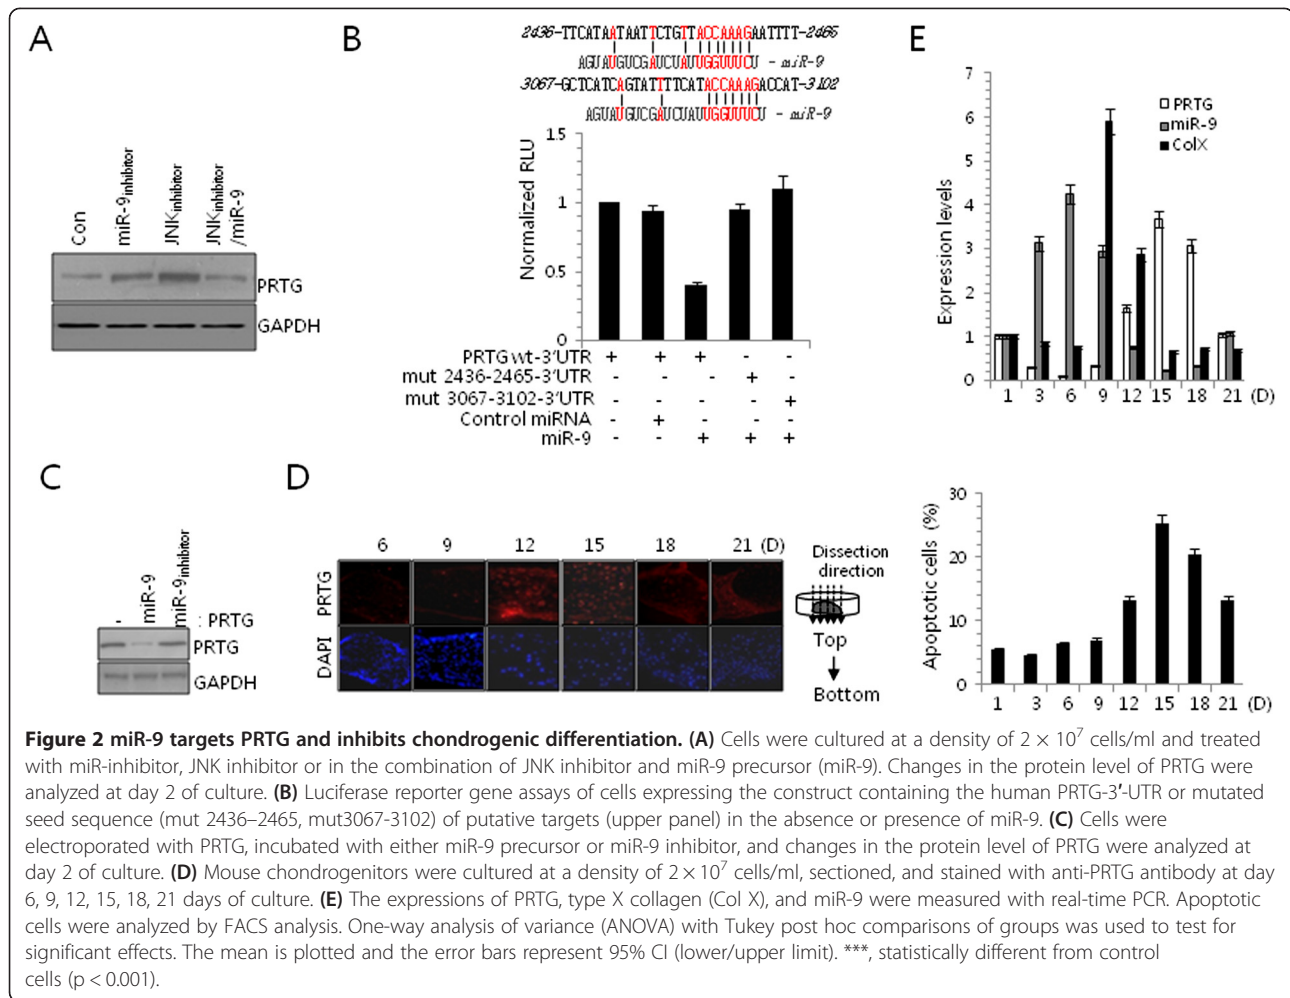 A
Con
miR-9inhibitor
JNKinhibitor
JNKinhibitor
/miR-9
PRTG
GAPDH
B
2436-TTCATAATAATTCTGTTACCAAAGAATTTT-2465
AGUAUGUCGAUCUAUUGGUUUCU - miR-9
3067-GCTCATCAGTATTTTCATACCAAAGACCAT-3102
AGUAUGUCGAUCUAUUGGUUUCU - miR-9
Normalized RLU
1.5
1
0.5
0
PRTG wt-3'UTR + + + - -
mut 2436-2465-3'UTR - - - + -
mut 3067-3102-3'UTR - - - - +
Control miRNA - + - - -
miR-9 - - + + +
E
Expression levels
7
6
5
4
3
2
1
0
PRTG
miR-9
ColX
1 3 6 9 12 15 18 21 (D)
C
-
miR-9
miR-9inhibitor
: PRTG
PRTG
GAPDH
D
6 9 12 15 18 21 (D)
PRTG
DAPI
Dissection
direction
Top
Bottom
Apoptotic cells (%)
30
20
10
0
1 3 6 9 12 15 18 21 (D)
Figure 2 miR-9 targets PRTG and inhibits chondrogenic differentiation. (A) Cells were cultured at a density of 2 × 10⁷ cells/ml and treated
with miR-inhibitor, JNK inhibitor or in the combination of JNK inhibitor and miR-9 precursor (miR-9). Changes in the protein level of PRTG were
analyzed at day 2 of culture. (B) Luciferase reporter gene assays of cells expressing the construct containing the human PRTG-3′-UTR or mutated
seed sequence (mut 2436–2465, mut3067-3102) of putative targets (upper panel) in the absence or presence of miR-9. (C) Cells were
electroporated with PRTG, incubated with either miR-9 precursor or miR-9 inhibitor, and changes in the protein level of PRTG were analyzed at
day 2 of culture. (D) Mouse chondrogenitors were cultured at a density of 2 × 10⁷ cells/ml, sectioned, and stained with anti-PRTG antibody at day
6, 9, 12, 15, 18, 21 days of culture. (E) The expressions of PRTG, type X collagen (Col X), and miR-9 were measured with real-time PCR. Apoptotic
cells were analyzed by FACS analysis. One-way analysis of variance (ANOVA) with Tukey post hoc comparisons of groups was used to test for
significant effects. The mean is plotted and the error bars represent 95% CI (lower/upper limit). ***, statistically different from control
cells (p < 0.001).